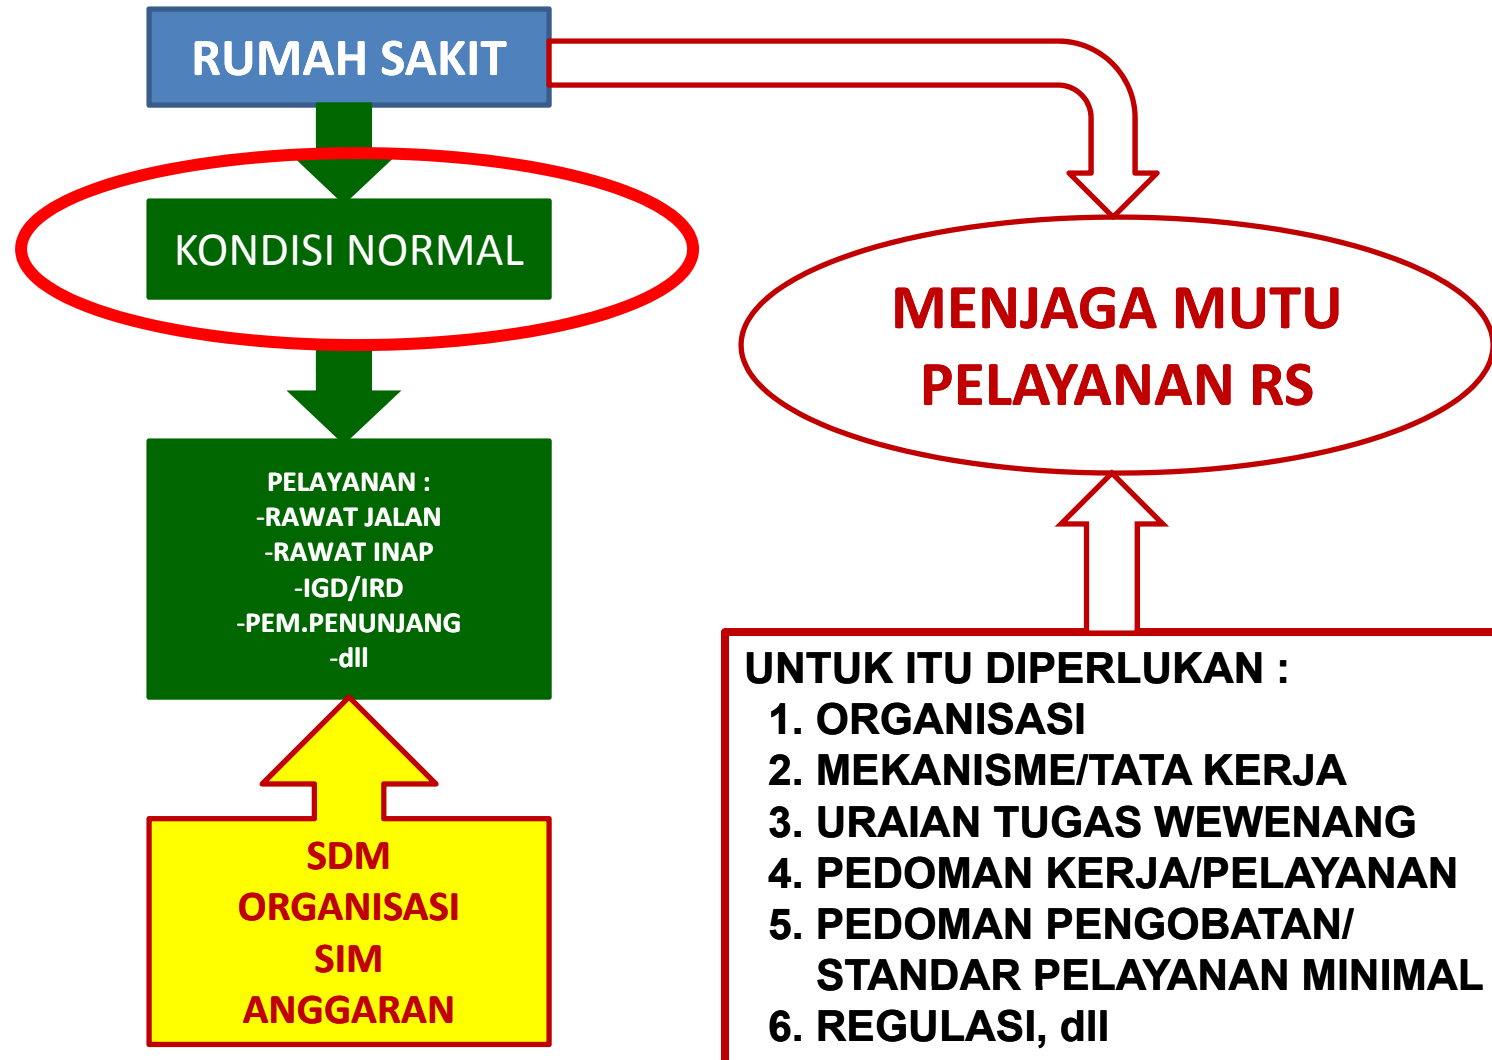 RUMAH SAKIT
KONDISI NORMAL
PELAYANAN :
-RAWAT JALAN
-RAWAT INAP
-IGD/IRD
-PEM.PENUNJANG
-dll
SDM
ORGANISASI
SIM
ANGGARAN
MENJAGA MUTU
PELAYANAN RS
UNTUK ITU DIPERLUKAN :
1. ORGANISASI
2. MEKANISME/TATA KERJA
3. URAIAN TUGAS WEWENANG
4. PEDOMAN KERJA/PELAYANAN
5. PEDOMAN PENGOBATAN/
STANDAR PELAYANAN MINIMAL
6. REGULASI, dll